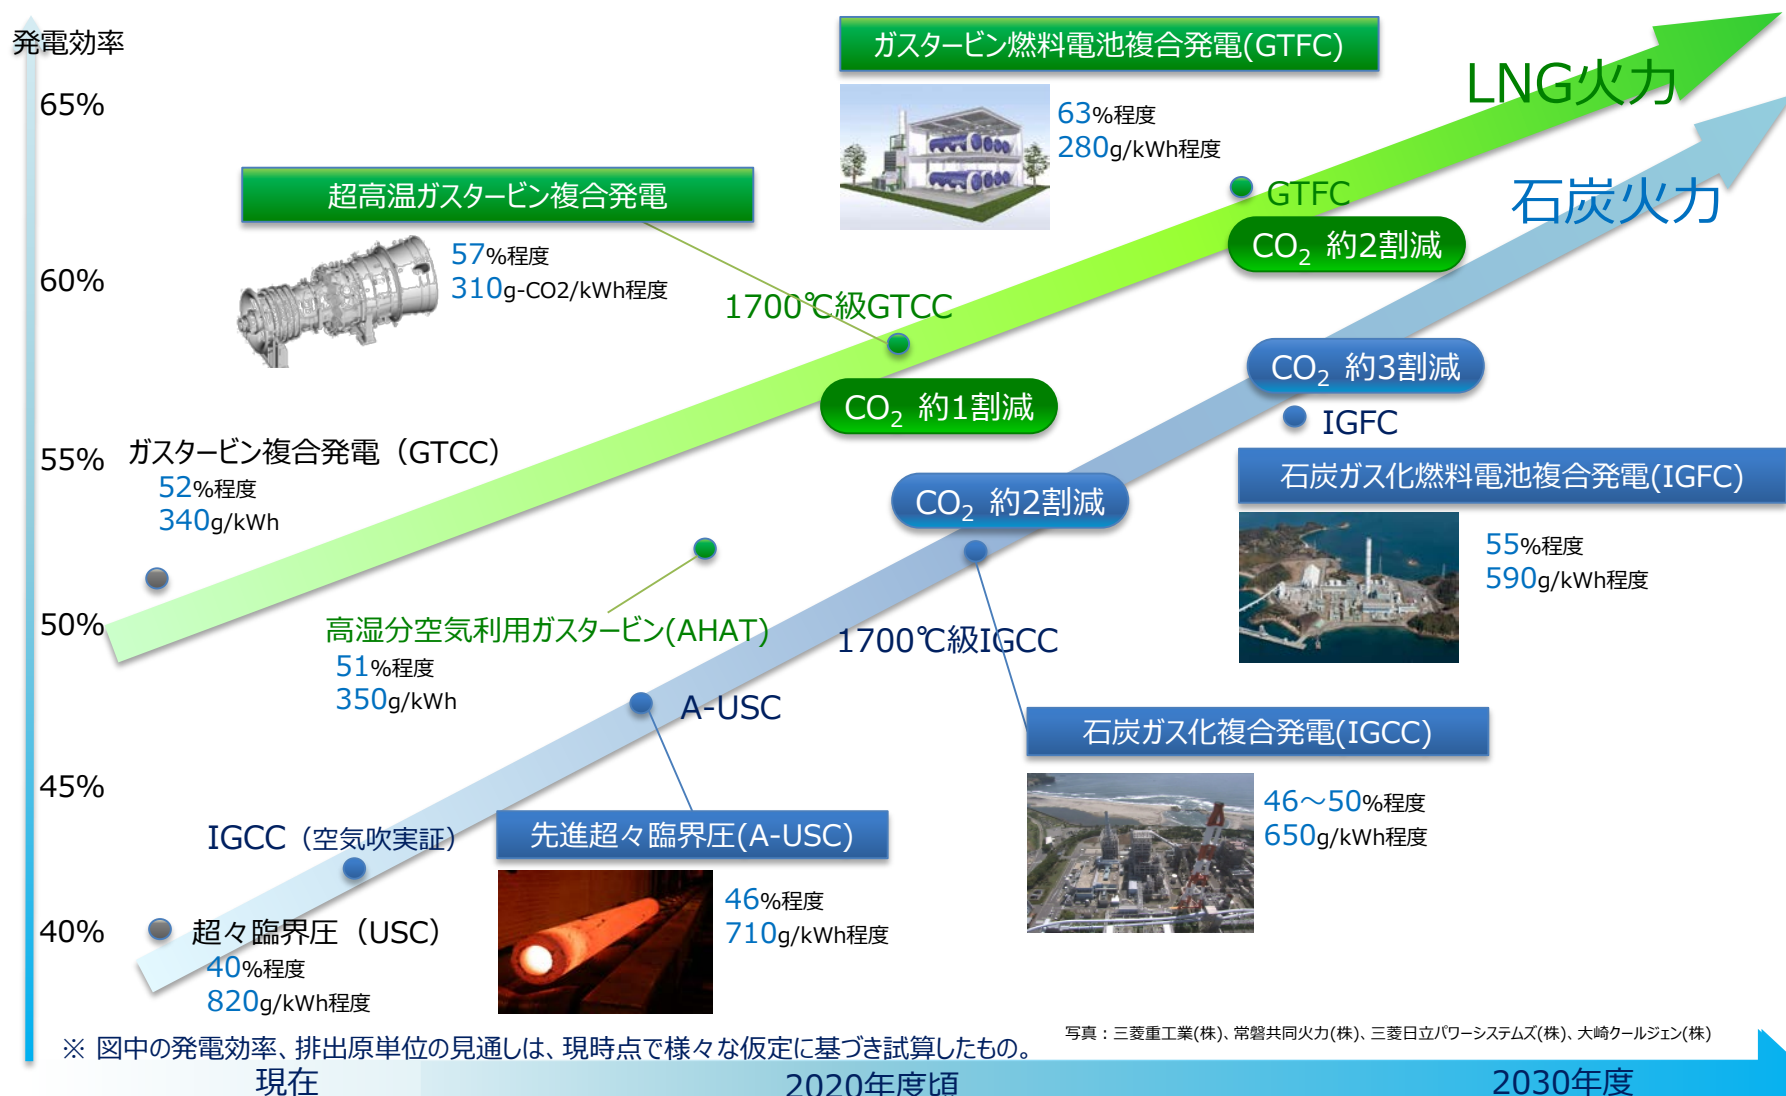 発電効率
65%
60%
55%
50%
45%
40%
ガスタービン燃料電池複合発電(GTFC)
63%程度
280g/kWh程度
LNG火力
石炭火力
超高温ガスタービン複合発電
57%程度
310g-CO2/kWh程度
GTFC
CO2 約2割減
1700℃級GTCC
CO2 約1割減
CO2 約3割減
IGFC
ガスタービン複合発電（GTCC）
52%程度
340g/kWh
石炭ガス化燃料電池複合発電(IGFC)
55%程度
590g/kWh程度
CO2 約2割減
高湿分空気利用ガスタービン(AHAT)
51%程度
350g/kWh
1700℃級IGCC
A-USC
石炭ガス化複合発電(IGCC)
46～50%程度
650g/kWh程度
IGCC（空気吹実証）
先進超々臨界圧(A-USC)
46%程度
710g/kWh程度
超々臨界圧（USC）
40%程度
820g/kWh程度
写真：三菱重工業(株)、常磐共同火力(株)、三菱日立パワーシステムズ(株)、大崎クールジェン(株)
※ 図中の発電効率、排出原単位の見通しは、現時点で様々な仮定に基づき試算したもの。
現在
2020年度頃
2030年度